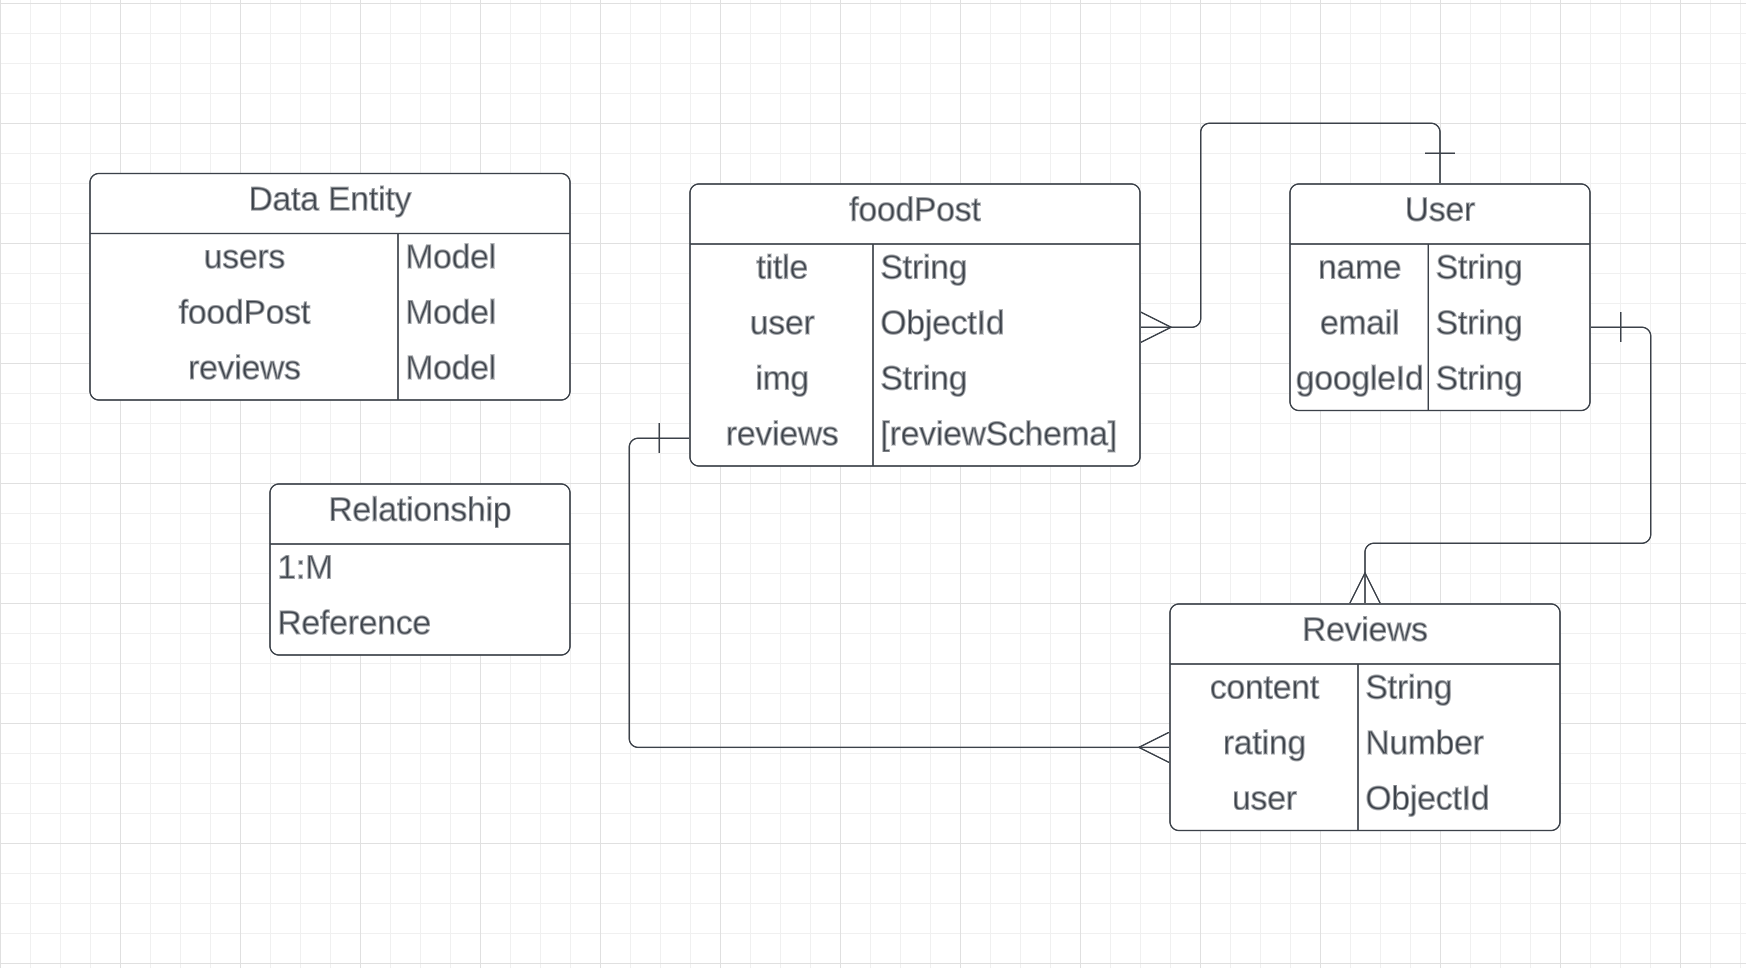 Data Entity
users Model
foodPost Model
reviews Model
Relationship
1:M
Reference
foodPost
title String
user ObjectId
img String
reviews [reviewSchema]
User
name String
email String
googleId String
Reviews
content String
rating Number
user ObjectId